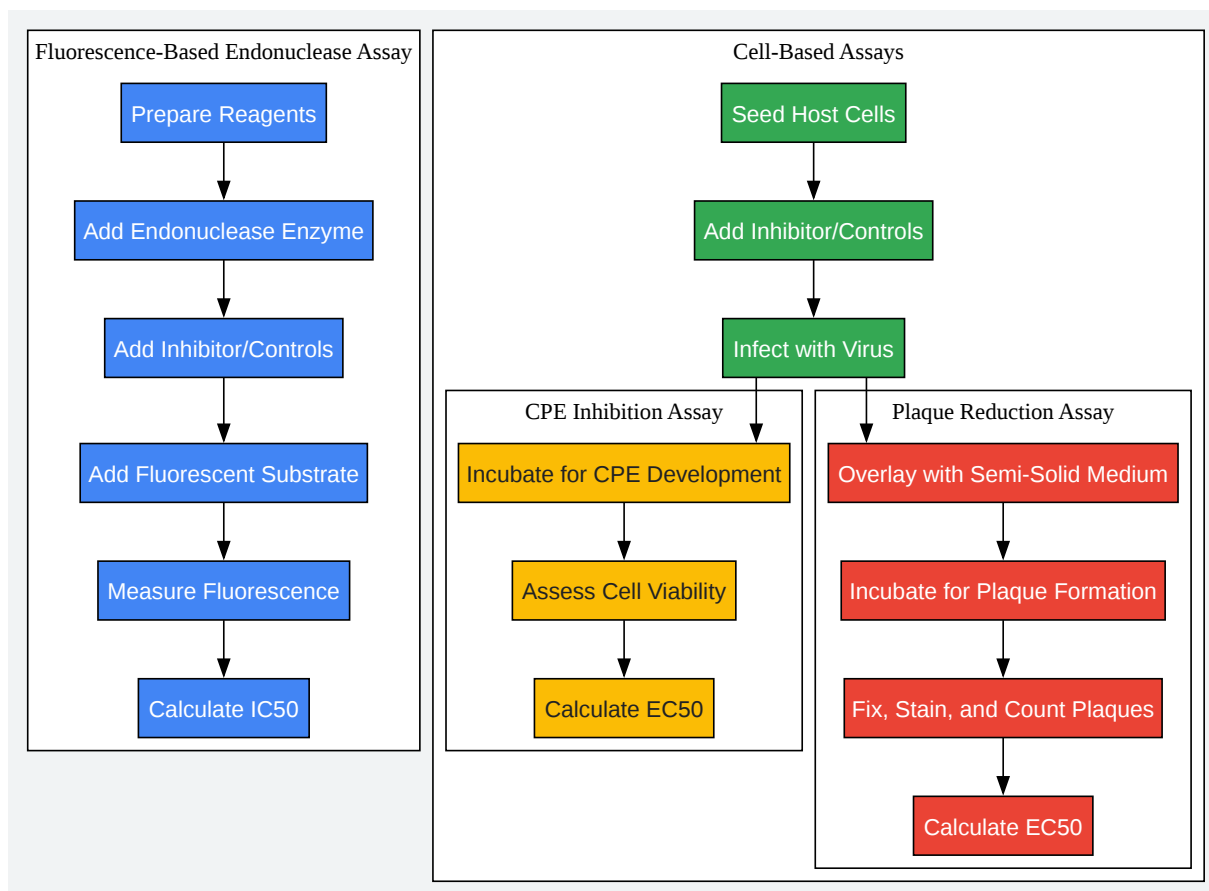 Fluorescence-Based Endonuclease Assay
Prepare Reagents
Add Endonuclease Enzyme
Add Inhibitor/Controls
Add Fluorescent Substrate
Measure Fluorescence
Calculate IC50
Cell-Based Assays
Seed Host Cells
Add Inhibitor/Controls
Infect with Virus
CPE Inhibition Assay
Incubate for CPE Development
Assess Cell Viability
Calculate EC50
Plaque Reduction Assay
Overlay with Semi-Solid Medium
Incubate for Plaque Formation
Fix, Stain, and Count Plaques
Calculate EC50